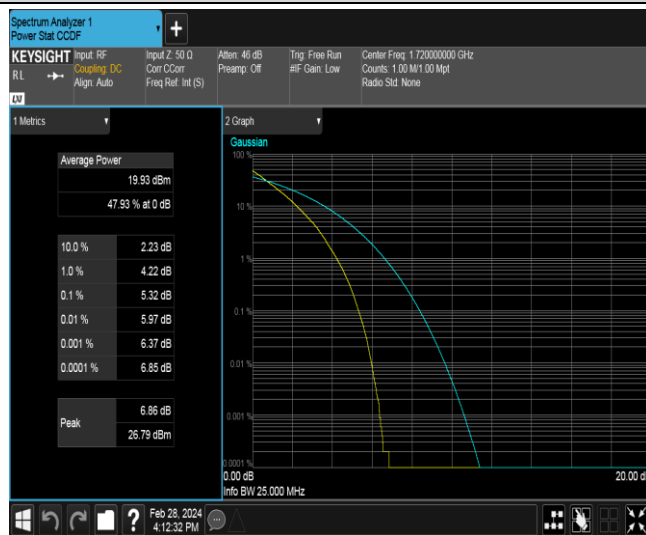 Spectrum Analyzer 1
Power Stat CCDF
+
KEYSIGHT
RL
LXI
Input: RF
Coupling: DC
Align: Auto
Input Z: 50 Ω
Corr CCorr
Freq Ref: Int (S)
Atten: 46 dB
Preamp: Off
Trig: Free Run
#IF Gain: Low
Center Freq: 1.720000000 GHz
Counts: 1.00 M/1.00 Mpt
Radio Std: None
1 Metrics
Average Power
19.93 dBm
47.93 % at 0 dB
10.0 % 2.23 dB
1.0 % 4.22 dB
0.1 % 5.32 dB
0.01 % 5.97 dB
0.001 % 6.37 dB
0.0001 % 6.85 dB
Peak
6.86 dB
26.79 dBm
2 Graph
Gaussian
100 %
10 %
1 %
0.1 %
0.01 %
0.001 %
0.0001 %
0.00 dB
20.00 d
Info BW 25.000 MHz
?
Feb 28, 2024
4:12:32 PM